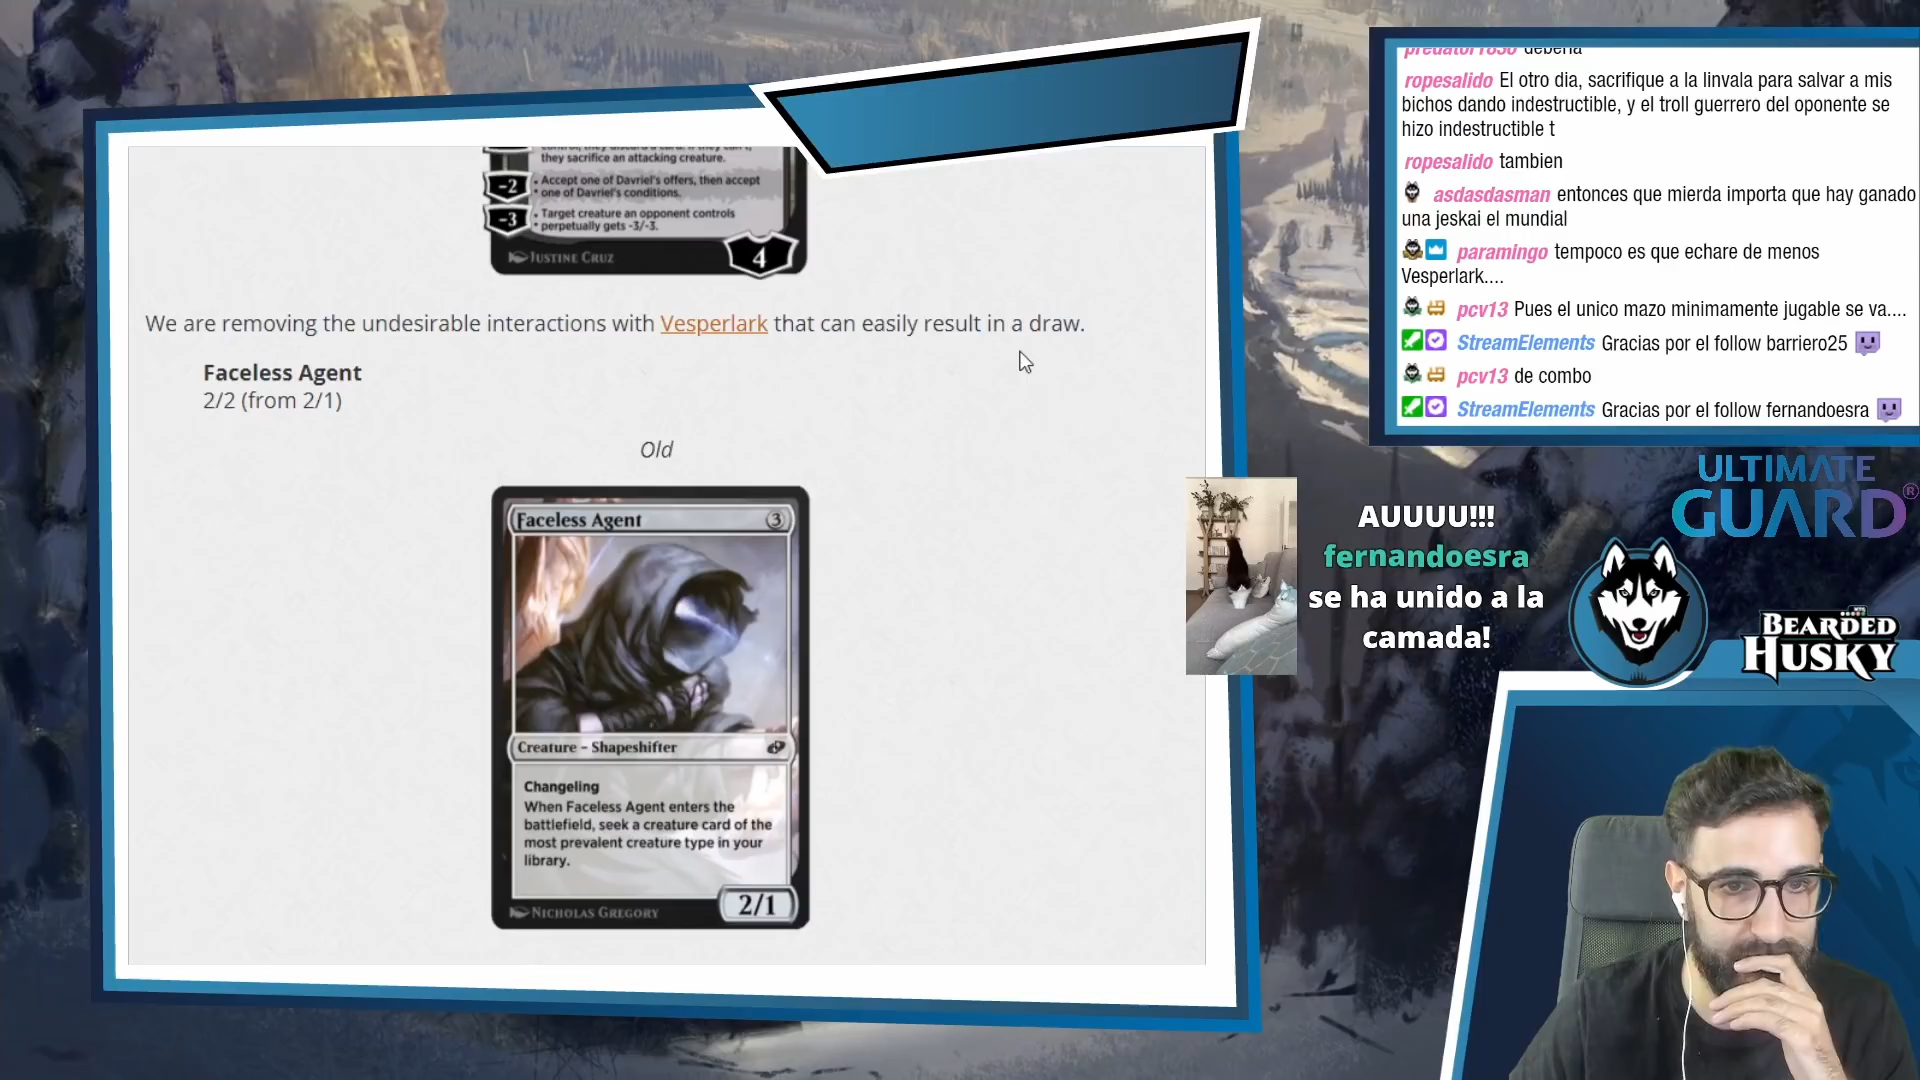 they sacrifice an attacking creature.
-2
Accept one of Davriel's offers, then accept
one of Davriel's conditions.
-3
Target creature an opponent controls
perpetually gets -3/-3.
JUSTINE CRUZ
4
We are removing the undesirable interactions with Vesperlark that can easily result in a draw.
Faceless Agent
2/2 (from 2/1)
Old
Faceless Agent
3
Creature – Shapeshifter
Changeling
When Faceless Agent enters the
battlefield, seek a creature card of the
most prevalent creature type in your
library.
NICHOLAS GREGORY
2/1
deberia
ropesalido El otro dia, sacrifique a la linvala para salvar a mis
bichos dando indestructible, y el troll guerrero del oponente se
hizo indestructible t
ropesalido tambien
asdasdasman entonces que mierda importa que hay ganado
una jeskai el mundial
paramingo tempoco es que echare de menos
Vesperlark....
pcv13 Pues el unico mazo minimamente jugable se va....
StreamElements Gracias por el follow barriero25
pcv13 de combo
StreamElements Gracias por el follow fernandoesra
ULTIMATE
GUARD®
AUUUU!!!
fernandoesra
se ha unido a la
camada!
BEARDED
HUSKY